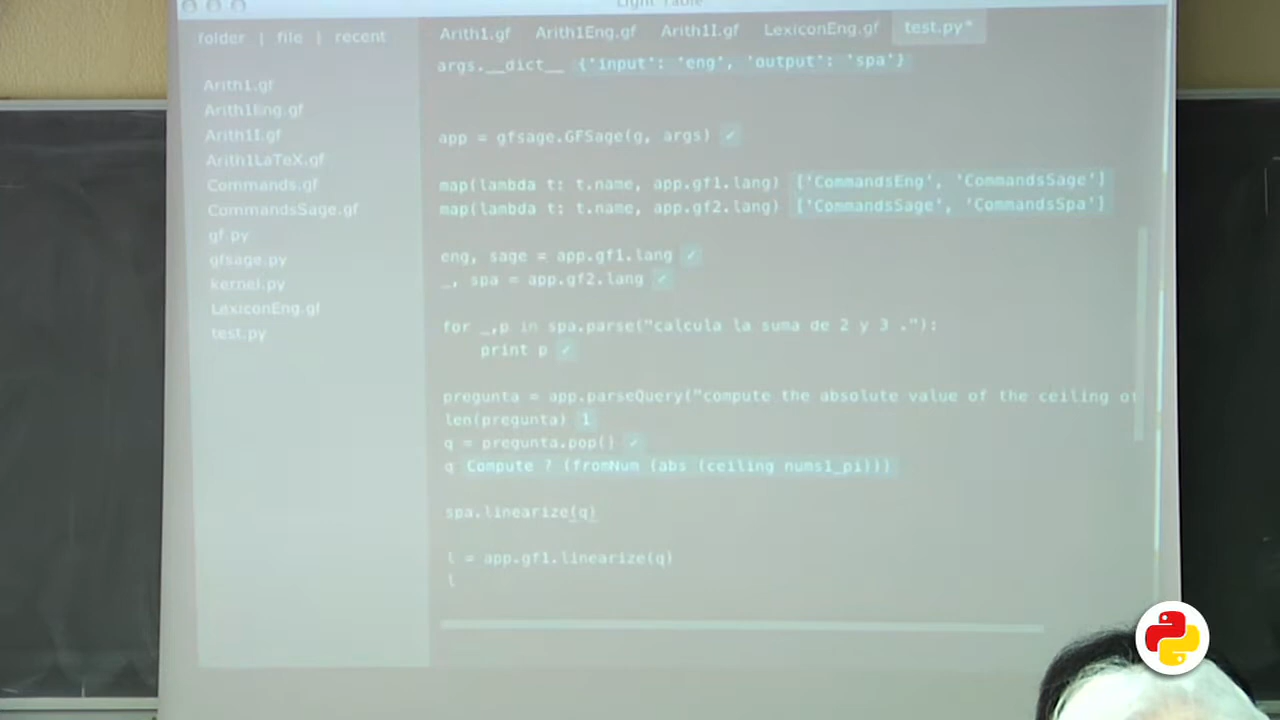 Light Table
folder | file | recent
Arith1.gf
Arith1Eng.gf
Arith1I.gf
Arith1LaTeX.gf
Commands.gf
CommandsSage.gf
gf.py
gfsage.py
kernel.py
LexiconEng.gf
test.py
Arith1.gf Arith1Eng.gf Arith1I.gf LexiconEng.gf test.py*
args.__dict__ {'input': 'eng', 'output': 'spa'}
app = gfsage.GFSage(g, args) ✓
map(lambda t: t.name, app.gf1.lang) ['CommandsEng', 'CommandsSage']
map(lambda t: t.name, app.gf2.lang) ['CommandsSage', 'CommandsSpa']
eng, sage = app.gf1.lang ✓
_, spa = app.gf2.lang ✓
for _,p in spa.parse("calcula la suma de 2 y 3 ."):
print p ✓
pregunta = app.parseQuery("compute the absolute value of the ceiling of
len(pregunta) 1
q = pregunta.pop() ✓
q Compute ? (fromNum (abs (ceiling nums1_pi)))
spa.linearize(q)
l = app.gf1.linearize(q)
l